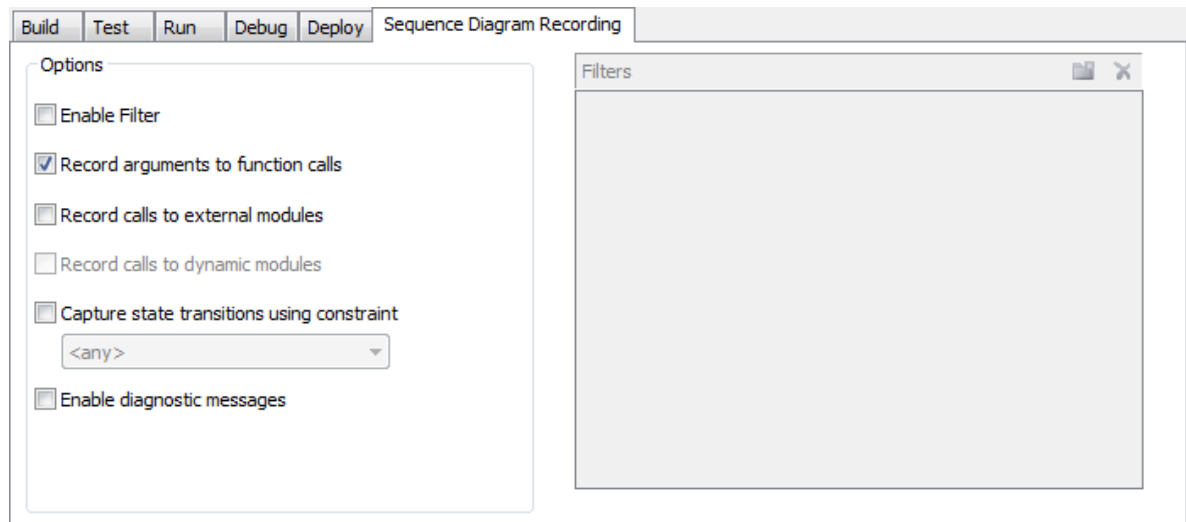 Build Test Run Debug Deploy Sequence Diagram Recording
Options
Enable Filter
Record arguments to function calls
Record calls to external modules
Record calls to dynamic modules
Capture state transitions using constraint
<any>
Enable diagnostic messages
Filters